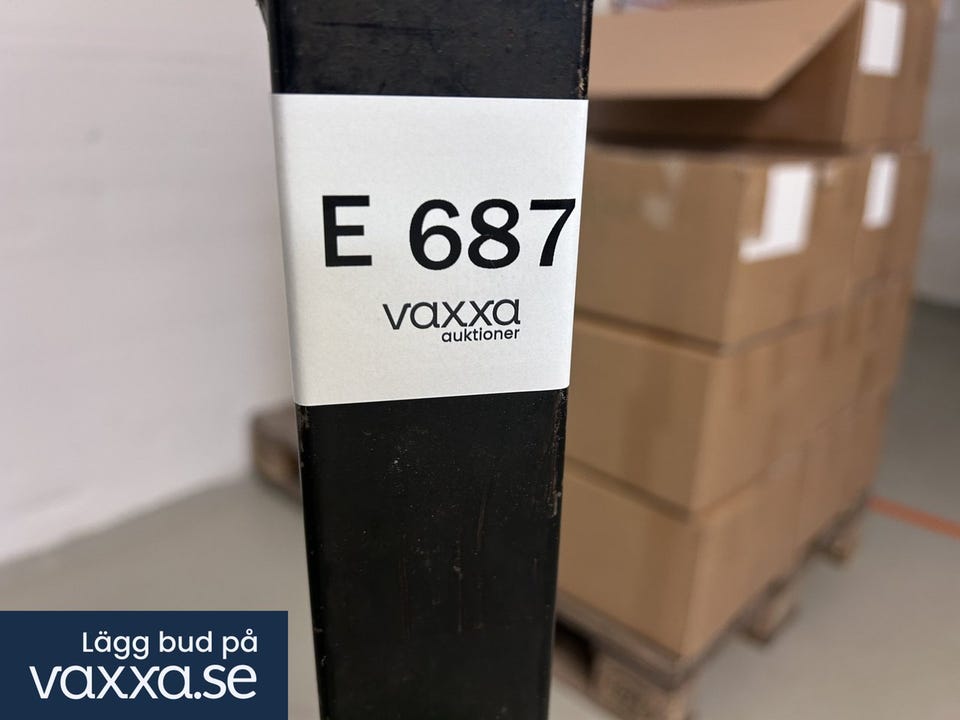 E 687
vaxxa
auktioner
Lägg bud på
vaxxa.se